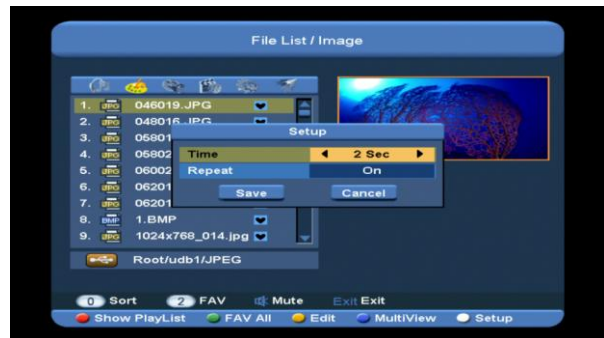 File List / Image
1. JPG 046019.JPG
2. JPG 048016.JPG
3. JPG 05801
4. JPG 05802
5. JPG 06002
6. JPG 06201
7. JPG 06201
8. BMP 1.BMP
9. JPG 1024x768_014.jpg
Setup
Time 2 Sec
Repeat On
Save Cancel
Root/udb1/JPEG
0 Sort 2 FAV Mute Exit Exit
Show PlayList FAV All Edit MultiView Setup